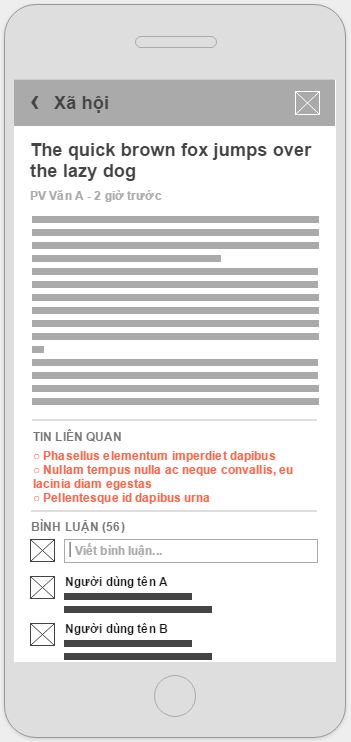 Xã hội
The quick brown fox jumps over
the lazy dog
PV Văn A - 2 giờ trước
TIN LIÊN QUAN
○ Phasellus elementum imperdiet dapibus
○ Nullam tempus nulla ac neque convallis, eu
lacinia diam egestas
○ Pellentesque id dapibus urna
BÌNH LUẬN (56)
Viết bình luận...
Người dùng tên A
Người dùng tên B